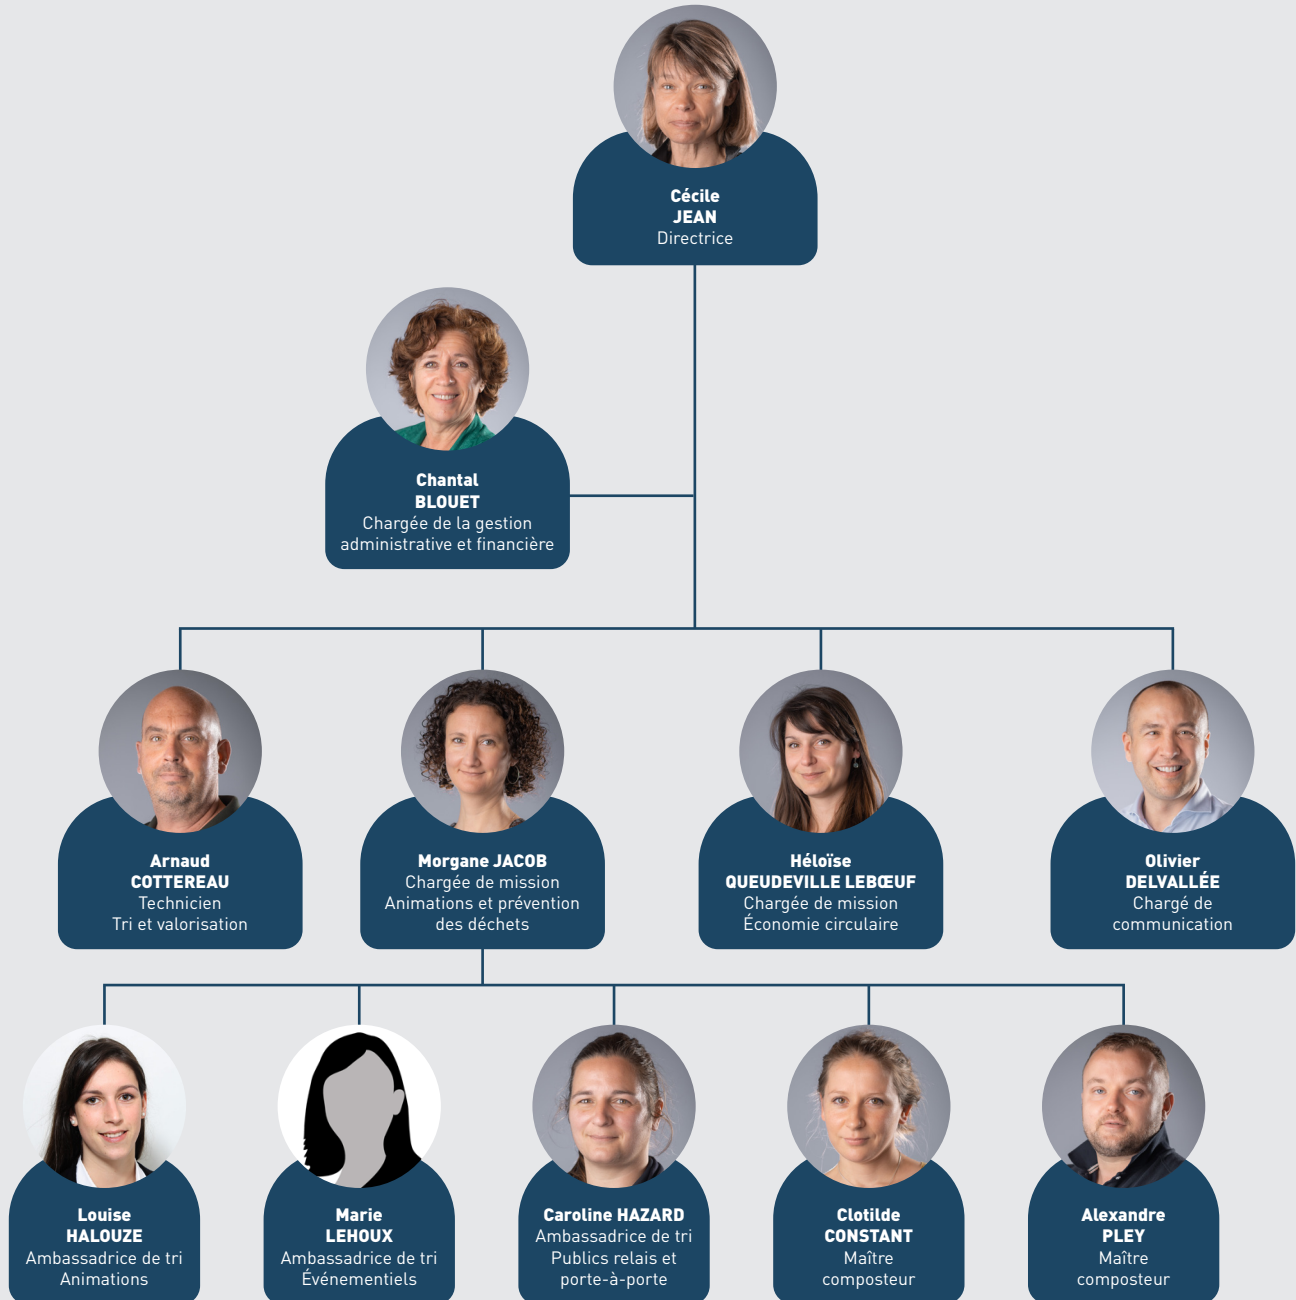 Cécile
JEAN
Directrice
Chantal
BLOUET
Chargée de la gestion
administrative et financière
Arnaud
COTTEREAU
Technicien
Tri et valorisation
Morgane JACOB
Chargée de mission
Animations et prévention
des déchets
Héloïse
QUEUDEVILLE LEBŒUF
Chargée de mission
Économie circulaire
Olivier
DELVALLÉE
Chargé de
communication
Louise
HALOUZE
Ambassadrice de tri
Animations
Marie
LEHOUX
Ambassadrice de tri
Événementiels
Caroline HAZARD
Ambassadrice de tri
Publics relais et
porte-à-porte
Clotilde
CONSTANT
Maître
composteur
Alexandre
PLEY
Maître
composteur